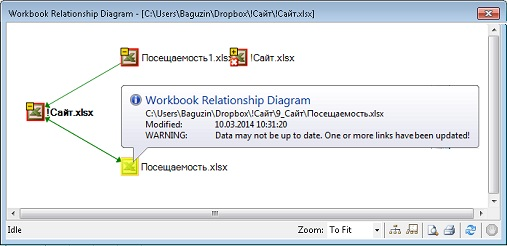 Workbook Relationship Diagram - [C:\Users\Baguzin\Dropbox\!Сайт\!Сайт.xlsx]
Посещаемость1.xlsx !Сайт.xlsx
!Сайт.xlsx
Workbook Relationship Diagram
C:\Users\Baguzin\Dropbox\!Сайт\9_Сайт\Посещаемость.xlsx
Modified: 10.03.2014 10:31:20
WARNING: Data may not be up to date. One or more links have been updated!
Посещаемость.xlsx
Idle Zoom: To Fit